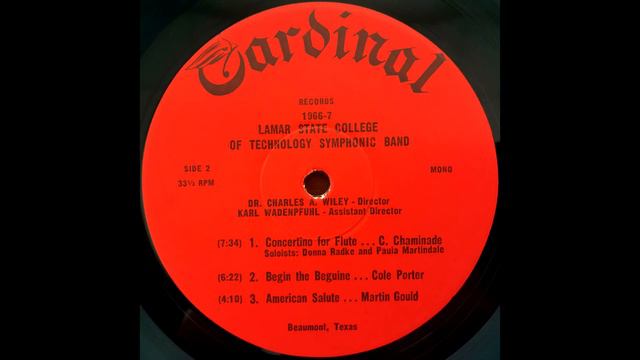 Cardinal
RECORDS
1966-7
LAMAR STATE COLLEGE
OF TECHNOLOGY SYMPHONIC BAND
SIDE 2
33⅓ RPM
MONO
DR. CHARLES A. WILEY - Director
KARL WADENPFUHL - Assistant Director
(7:34) 1. Concertino for Flute . . . C. Chaminade
Soloists: Donna Radke and Paula Martindale
(6:22) 2. Begin the Beguine . . . Cole Porter
(4:10) 3. American Salute . . . Martin Gould
Beaumont, Texas